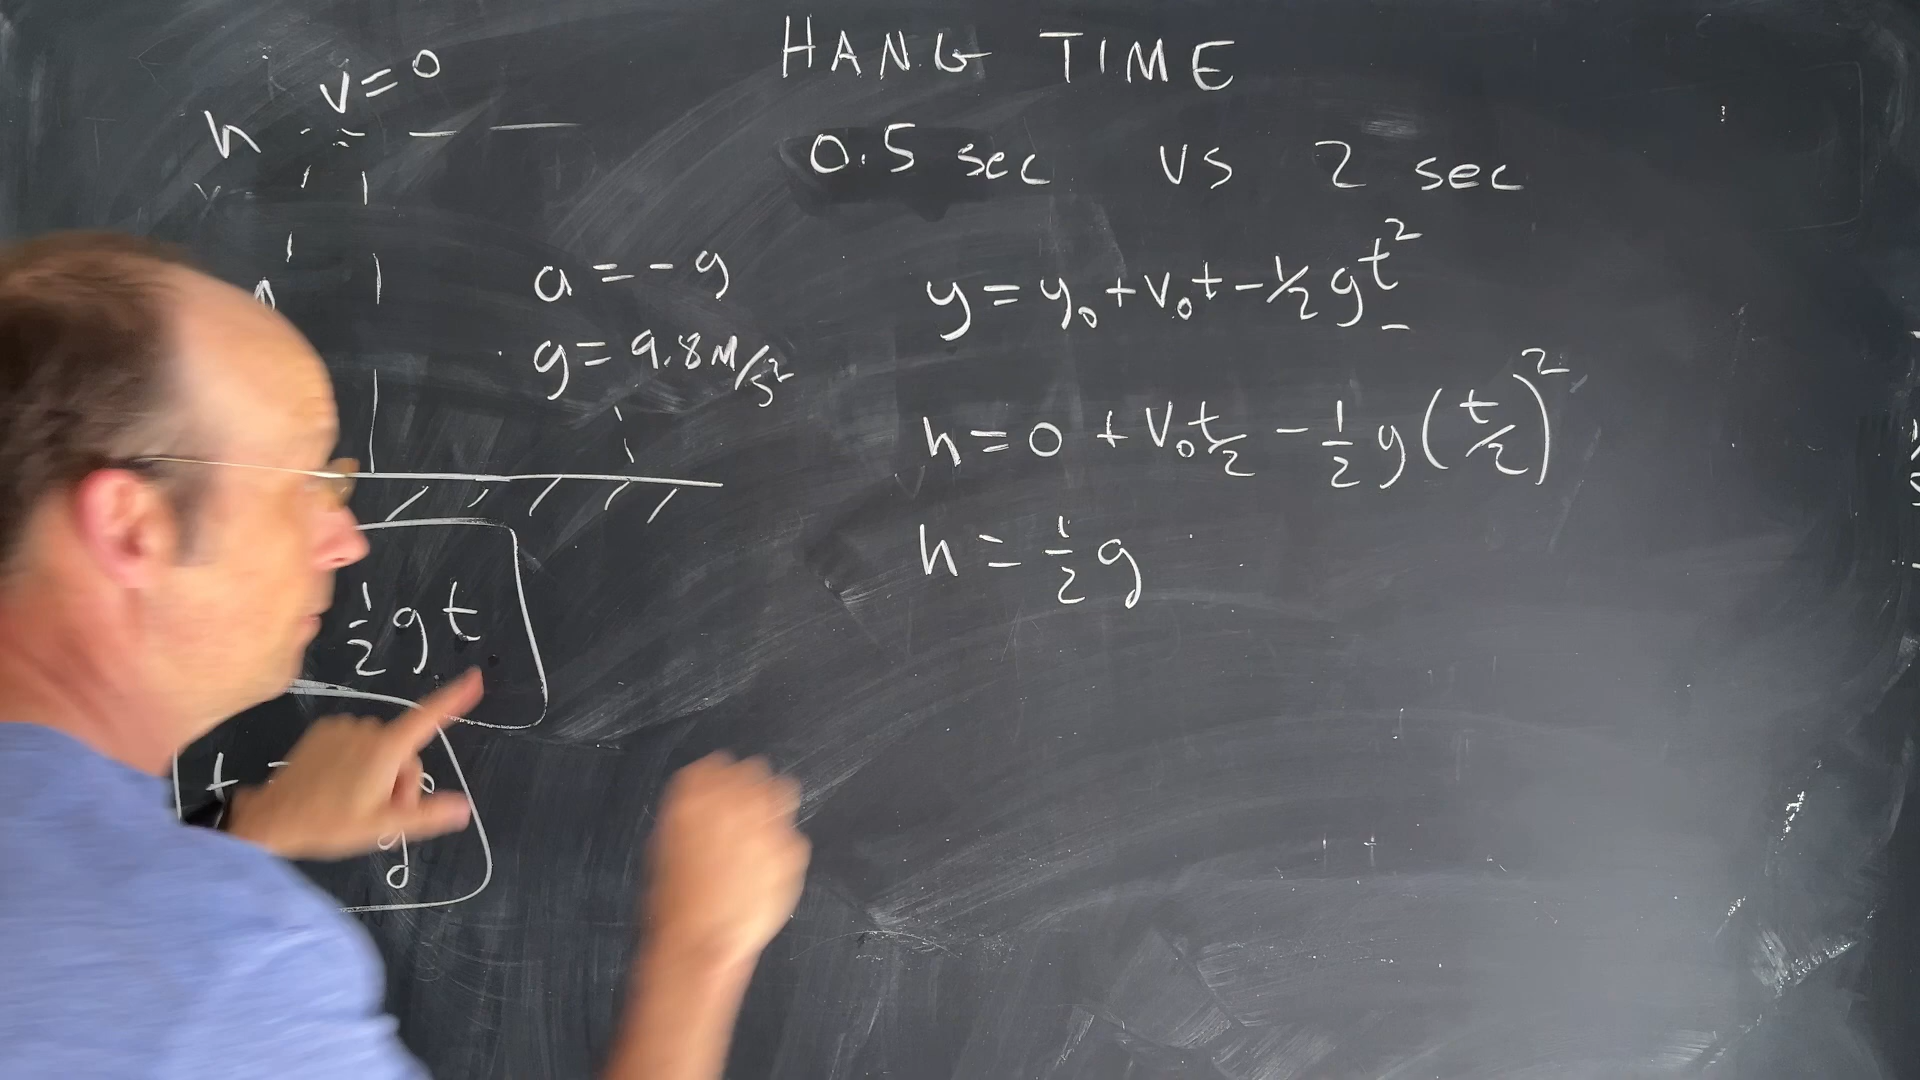 HANG TIME
0.5 sec vs 2 sec
v=0
h
a=-g
g=9.8M/s²
y=y₀+v₀t-½gt²
h=0+v₀t/2-½g(t/2)²
h=½g
½gt
t
g